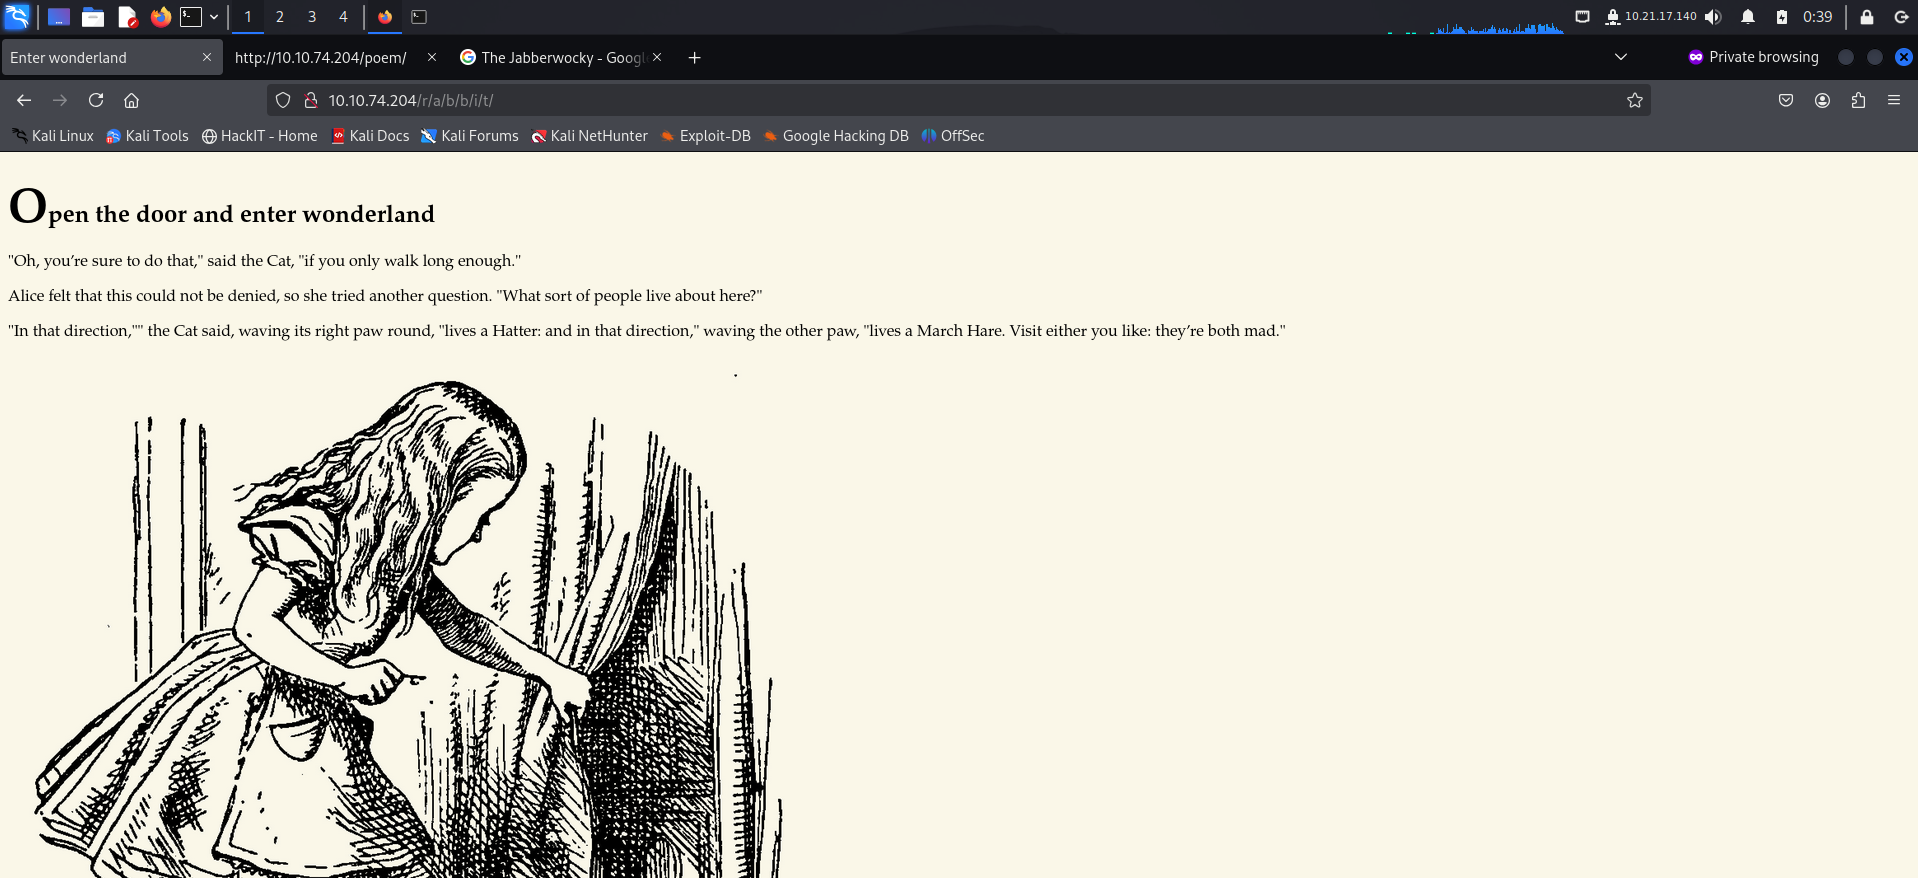 1 2 3 4 10.21.17.140 0:39
Enter wonderland http://10.10.74.204/poem/ The Jabberwocky - Googl Private browsing
10.10.74.204/r/a/b/b/i/t/
Kali Linux Kali Tools HackIT - Home Kali Docs Kali Forums Kali NetHunter Exploit-DB Google Hacking DB OffSec
Open the door and enter wonderland
"Oh, you’re sure to do that," said the Cat, "if you only walk long enough."
Alice felt that this could not be denied, so she tried another question. "What sort of people live about here?"
"In that direction,"" the Cat said, waving its right paw round, "lives a Hatter: and in that direction," waving the other paw, "lives a March Hare. Visit either you like: they’re both mad."